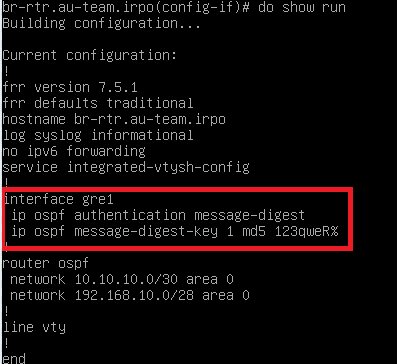 br-rtr.au-team.irpo(config-if)# do show run
Building configuration...
Current configuration:
!
frr version 7.5.1
frr defaults traditional
hostname br-rtr.au-team.irpo
log syslog informational
no ipv6 forwarding
service integrated-vtysh-config
!
interface gre1
 ip ospf authentication message-digest
 ip ospf message-digest-key 1 md5 123qweR%
!
router ospf
 network 10.10.10.0/30 area 0
 network 192.168.10.0/28 area 0
!
line vty
!
end